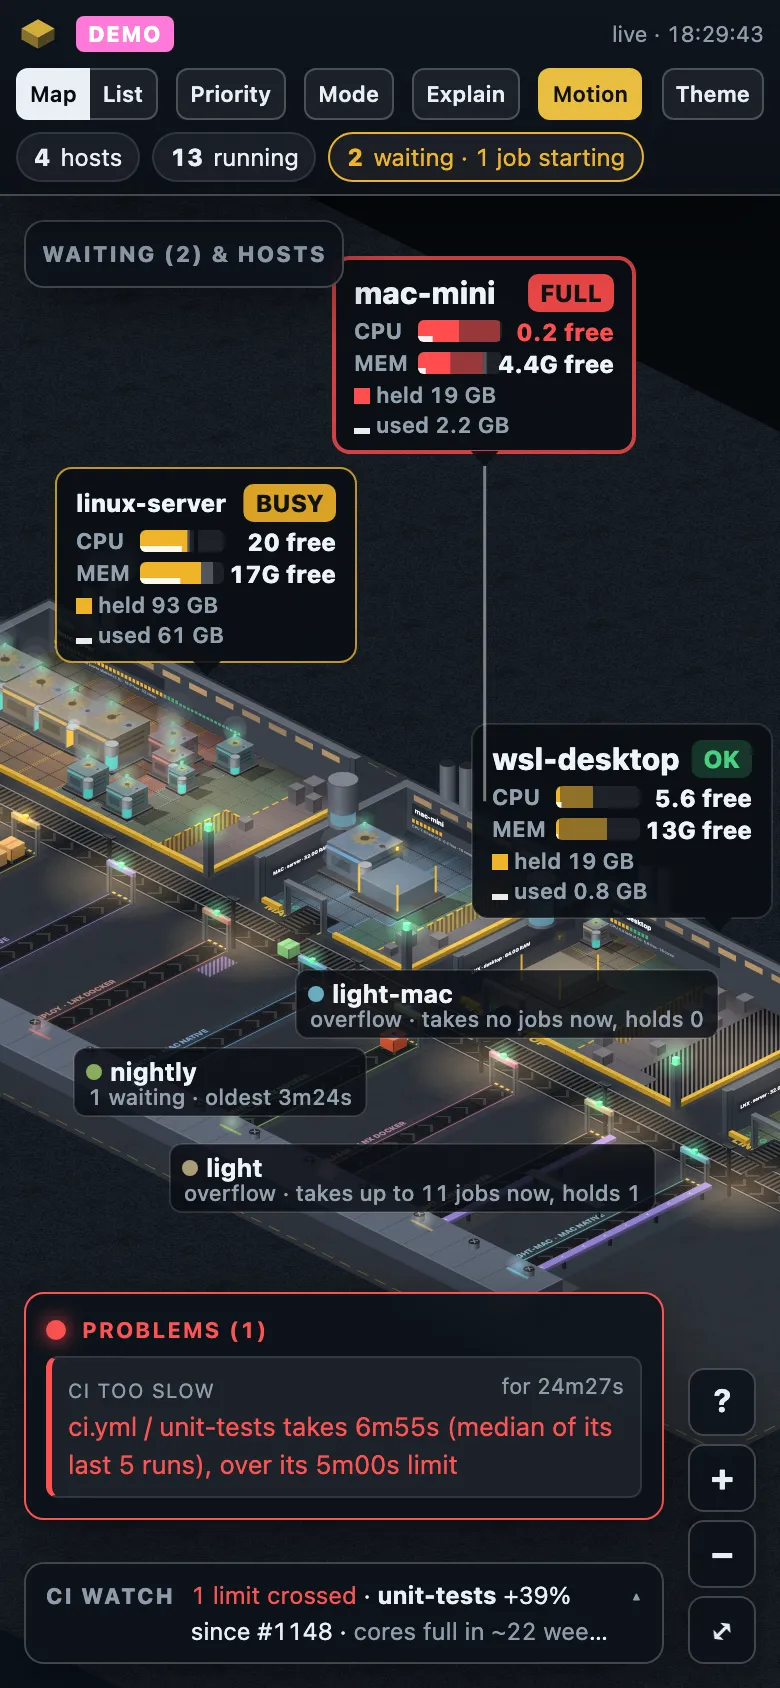 DEMO
live · 18:29:43
Map List Priority Mode Explain Motion Theme
4 hosts 13 running 2 waiting · 1 job starting
WAITING (2) & HOSTS
mac-mini FULL
CPU 0.2 free
MEM 4.4G free
held 19 GB
used 2.2 GB
linux-server BUSY
CPU 20 free
MEM 17G free
held 93 GB
used 61 GB
wsl-desktop OK
CPU 5.6 free
MEM 13G free
held 19 GB
used 0.8 GB
mac-mini
light-mac
overflow · takes no jobs now, holds 0
nightly
1 waiting · oldest 3m24s
light
overflow · takes up to 11 jobs now, holds 1
PROBLEMS (1)
CI TOO SLOW for 24m27s
ci.yml / unit-tests takes 6m55s (median of its
last 5 runs), over its 5m00s limit
?
+
−
CI WATCH 1 limit crossed · unit-tests +39%
since #1148 · cores full in ~22 wee...